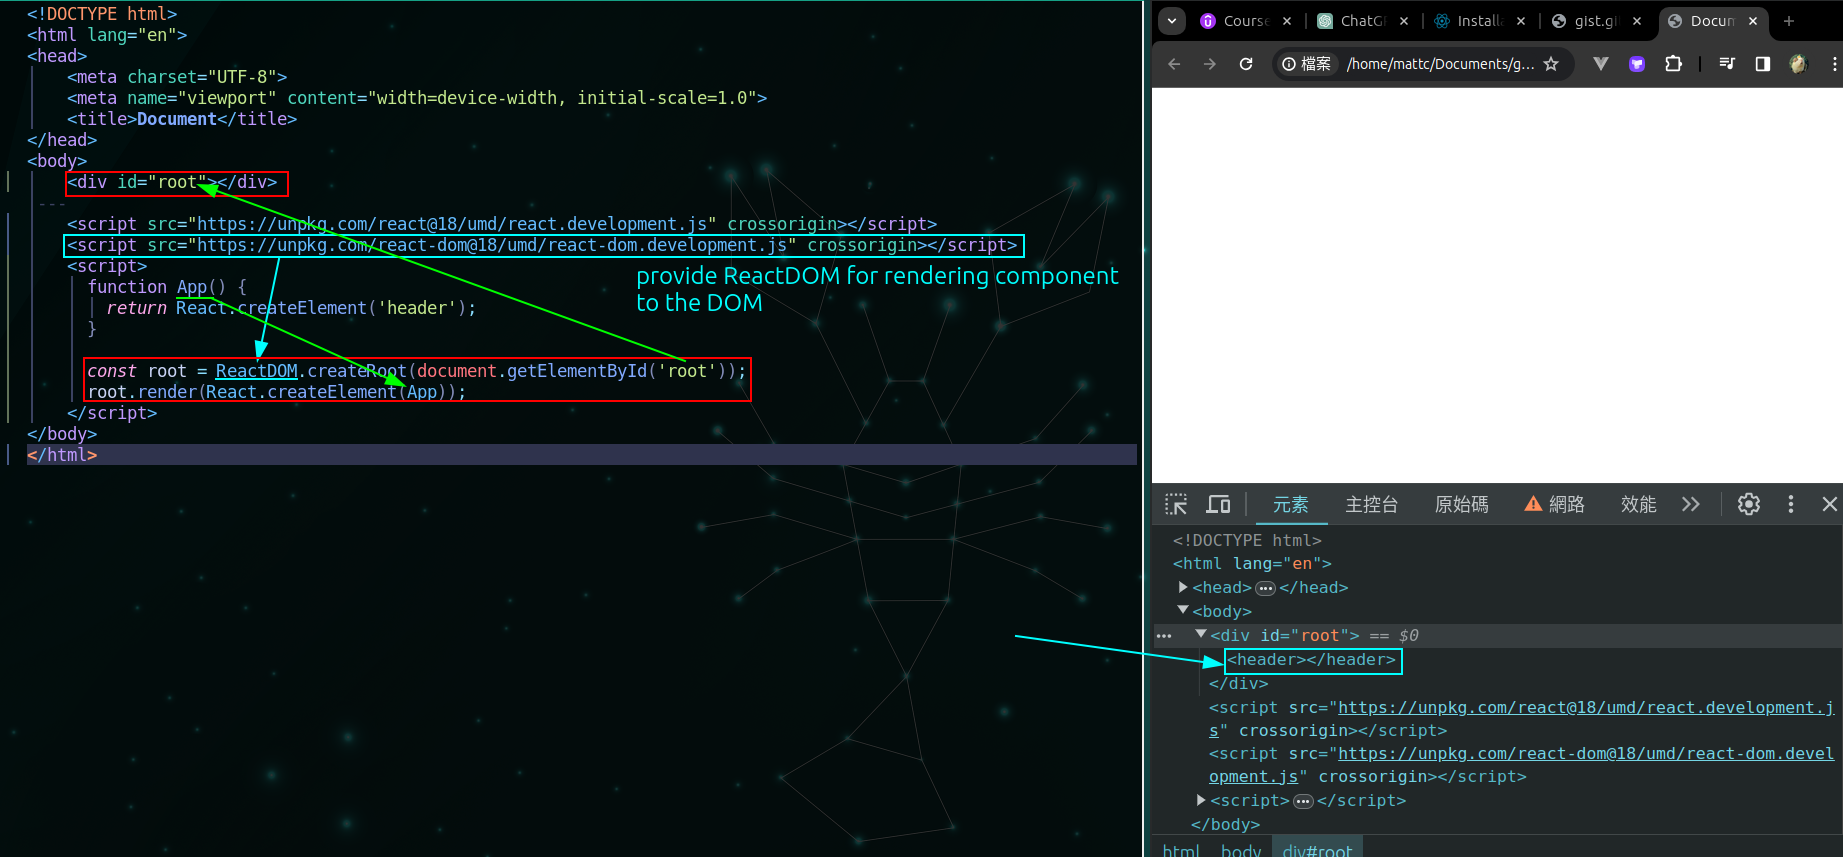 <!DOCTYPE html>
<html lang="en">
<head>
<meta charset="UTF-8">
<meta name="viewport" content="width=device-width, initial-scale=1.0">
<title>Document</title>
</head>
<body>
<div id="root"></div>
---
<script src="https://unpkg.com/react@18/umd/react.development.js" crossorigin></script>
<script src="https://unpkg.com/react-dom@18/umd/react-dom.development.js" crossorigin></script>
<script>
function App() {
return React.createElement('header');
}
const root = ReactDOM.createRoot(document.getElementById('root'));
root.render(React.createElement(App));
</script>
</body>
</html>
provide ReactDOM for rendering component
to the DOM
Course
ChatGP
Installa
gist.gi
Docum
檔案 /home/mattc/Documents/g...
元素 主控台 原始碼 網路 效能
<!DOCTYPE html>
<html lang="en">
<head>…</head>
<body>
… <div id="root"> == $0
<header></header>
</div>
<script src="https://unpkg.com/react@18/umd/react.development.j
s" crossorigin></script>
<script src="https://unpkg.com/react-dom@18/umd/react-dom.devel
opment.js" crossorigin></script>
<script>…</script>
</body>
html body div#root